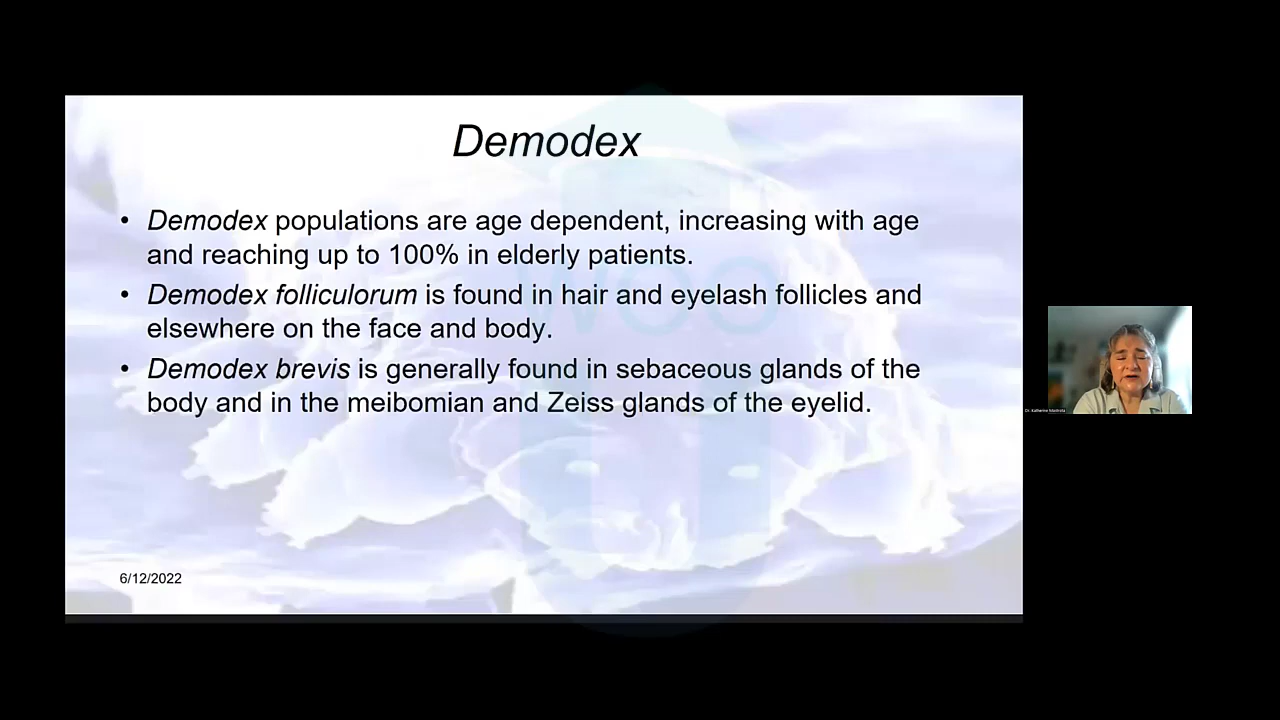 Demodex
• Demodex populations are age dependent, increasing with age
and reaching up to 100% in elderly patients.
• Demodex folliculorum is found in hair and eyelash follicles and
elsewhere on the face and body.
• Demodex brevis is generally found in sebaceous glands of the
body and in the meibomian and Zeiss glands of the eyelid.
6/12/2022
WOO
U
Dr. Katherine